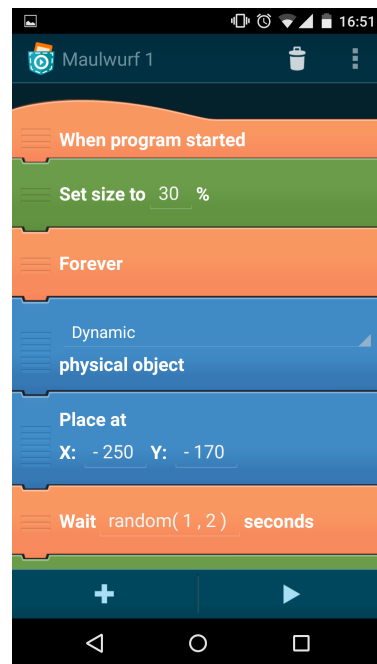 16:51
Maulwurf 1
When program started
Set size to 30 %
Forever
Dynamic
physical object
Place at
X: - 250 Y: - 170
Wait random( 1 , 2 ) seconds